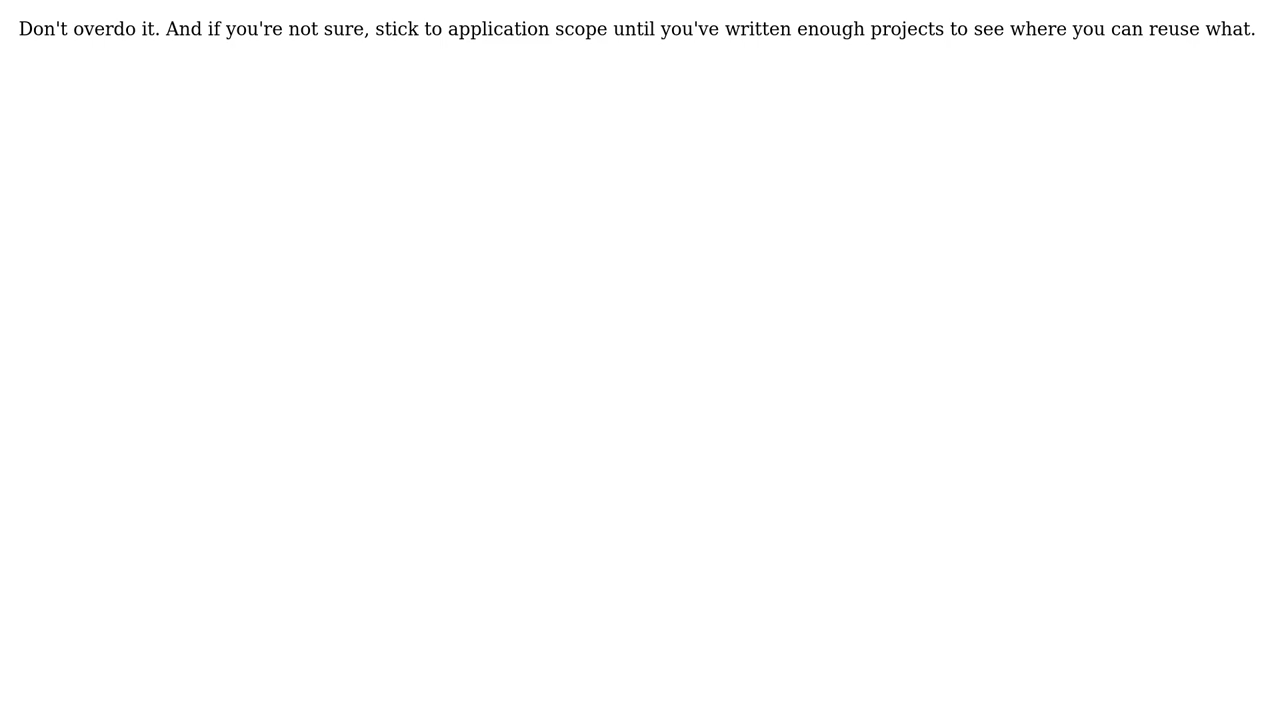 Don't overdo it. And if you're not sure, stick to application scope until you've written enough projects to see where you can reuse what.